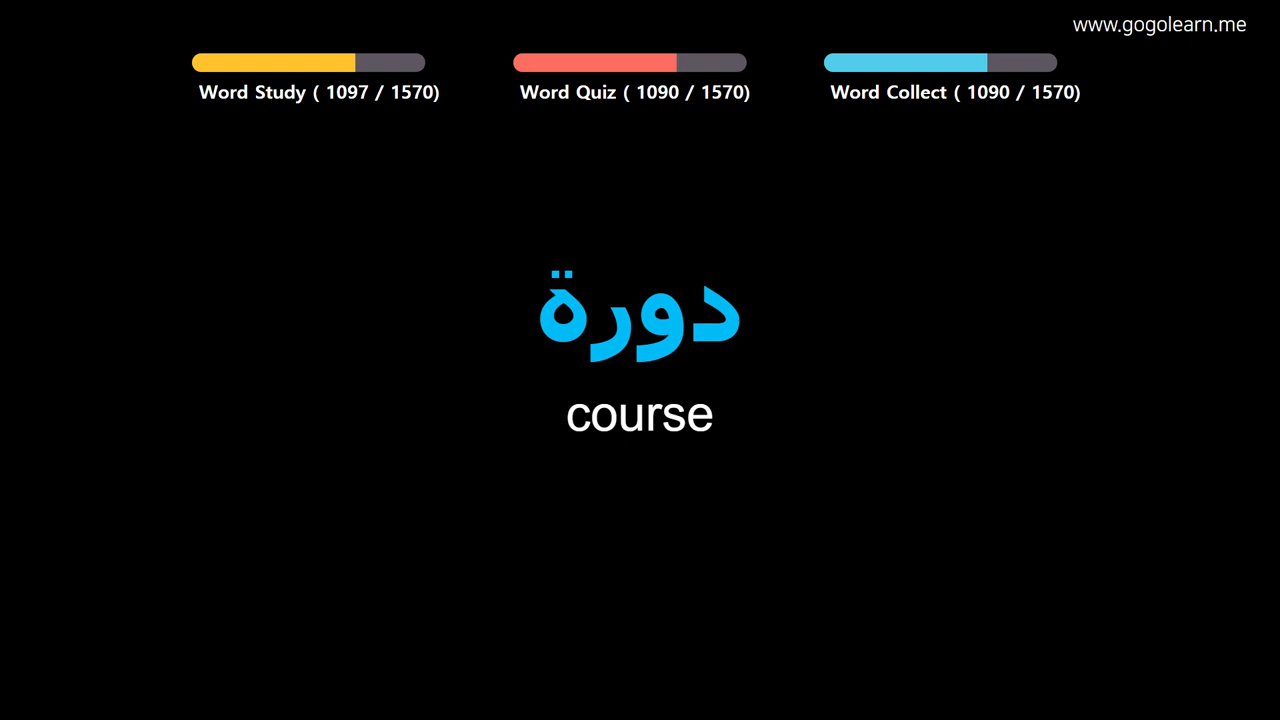 www.gogolearn.me
Word Study ( 1097 / 1570)
Word Quiz ( 1090 / 1570)
Word Collect ( 1090 / 1570)
دورة
course